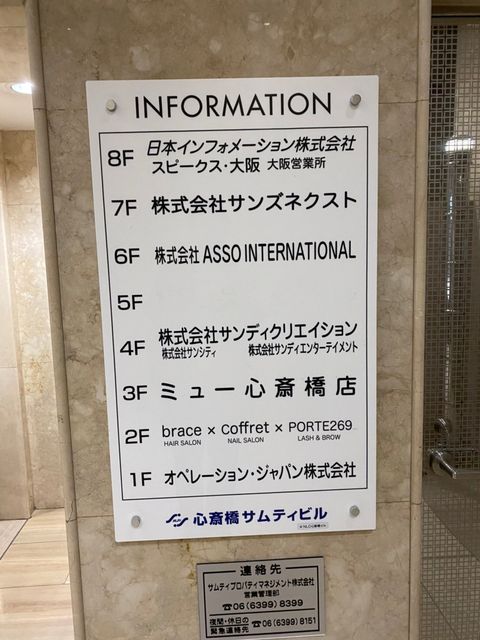 INFORMATION
8F 日本インフォメーション株式会社
スピークス・大阪 大阪営業所
7F 株式会社サンズネクスト
6F 株式会社 ASSO INTERNATIONAL
5F
4F 株式会社サンディクリエイション
株式会社サンシティ 株式会社サンディエンターテイメント
3F ミュー心斎橋店
2F brace × coffret × PORTE269
HAIR SALON NAIL SALON LASH & BROW
1F オペレーション・ジャパン株式会社
心斎橋サムティビル
連絡先
サムティプロパティマネジメント株式会社
営業管理部
☎06(6399)8399
夜間・休日の
緊急連絡先 ☎06(6399)8151